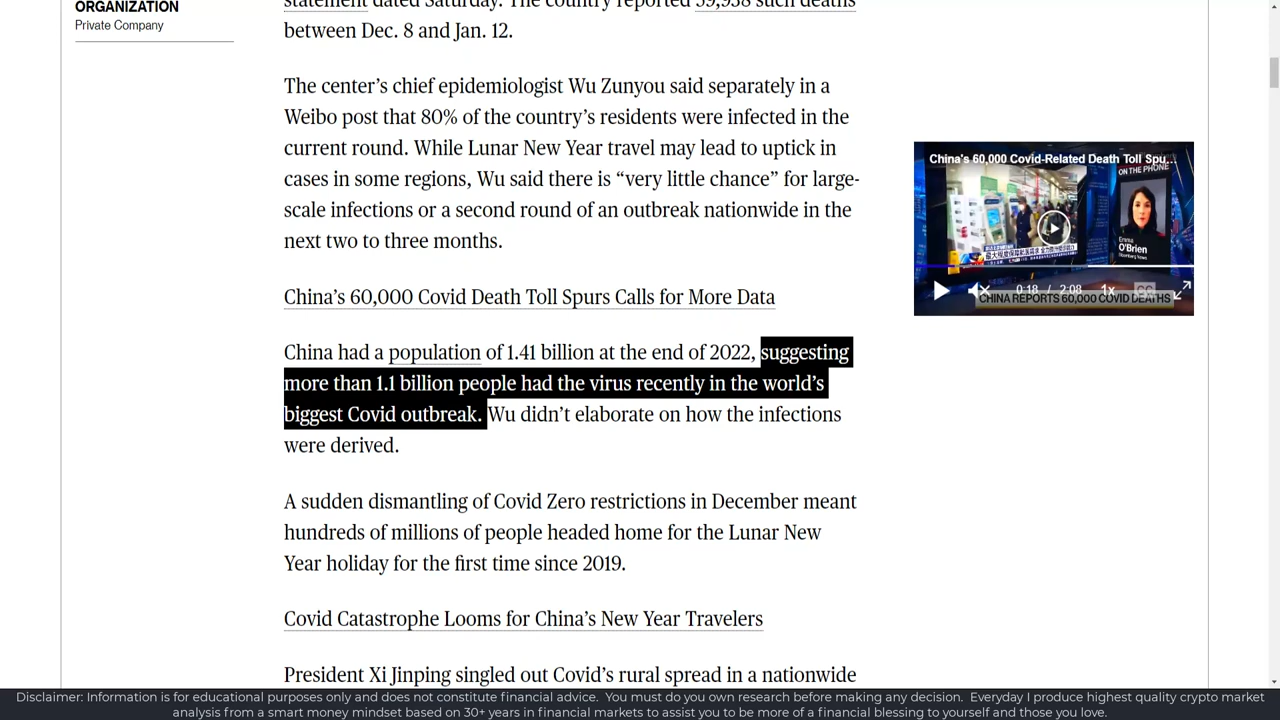 ORGANIZATION
Private Company
statement dated Saturday. The country reported 59,938 such deaths
between Dec. 8 and Jan. 12.
The center’s chief epidemiologist Wu Zunyou said separately in a
Weibo post that 80% of the country’s residents were infected in the
current round. While Lunar New Year travel may lead to uptick in
cases in some regions, Wu said there is “very little chance” for large-
scale infections or a second round of an outbreak nationwide in the
next two to three months.
China’s 60,000 Covid Death Toll Spurs Calls for More Data
China had a population of 1.41 billion at the end of 2022, suggesting
more than 1.1 billion people had the virus recently in the world’s
biggest Covid outbreak. Wu didn’t elaborate on how the infections
were derived.
A sudden dismantling of Covid Zero restrictions in December meant
hundreds of millions of people headed home for the Lunar New
Year holiday for the first time since 2019.
Covid Catastrophe Looms for China’s New Year Travelers
President Xi Jinping singled out Covid’s rural spread in a nationwide
China's 60,000 Covid-Related Death Toll Spu...
ON THE PHONE
Emma
O'Brien
Bloomberg News
0:18 / 2:08 1x CC
CHINA REPORTS 60,000 COVID DEATHS
Disclaimer: Information is for educational purposes only and does not constitute financial advice. You must do you own research before making any decision. Everyday I produce highest quality crypto market
analysis from a smart money mindset based on 30+ years in financial markets to assist you to be more of a financial blessing to yourself and those you love.